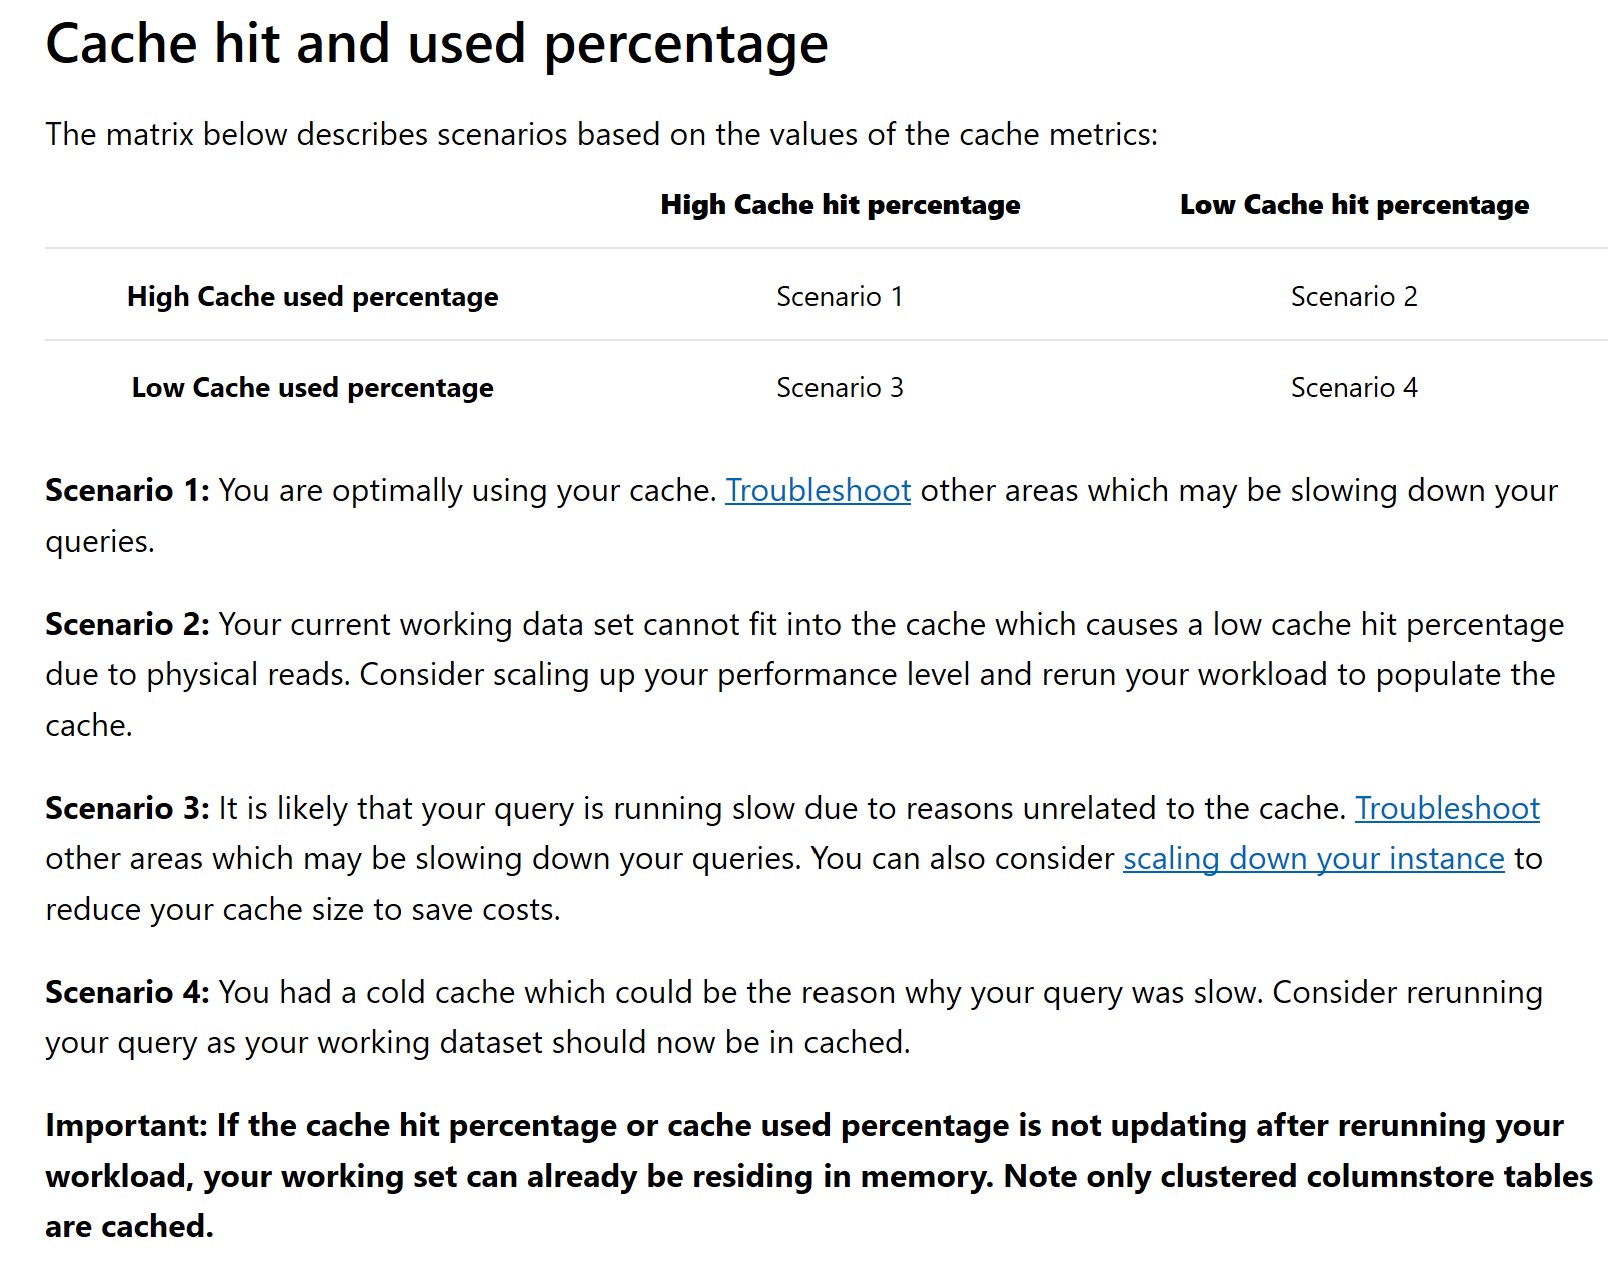 Cache hit and used percentage
The matrix below describes scenarios based on the values of the cache metrics:
High Cache hit percentage Low Cache hit percentage
High Cache used percentage Scenario 1 Scenario 2
Low Cache used percentage Scenario 3 Scenario 4
Scenario 1: You are optimally using your cache. Troubleshoot other areas which may be slowing down your
queries.
Scenario 2: Your current working data set cannot fit into the cache which causes a low cache hit percentage
due to physical reads. Consider scaling up your performance level and rerun your workload to populate the
cache.
Scenario 3: It is likely that your query is running slow due to reasons unrelated to the cache. Troubleshoot
other areas which may be slowing down your queries. You can also consider scaling down your instance to
reduce your cache size to save costs.
Scenario 4: You had a cold cache which could be the reason why your query was slow. Consider rerunning
your query as your working dataset should now be in cached.
Important: If the cache hit percentage or cache used percentage is not updating after rerunning your
workload, your working set can already be residing in memory. Note only clustered columnstore tables
are cached.